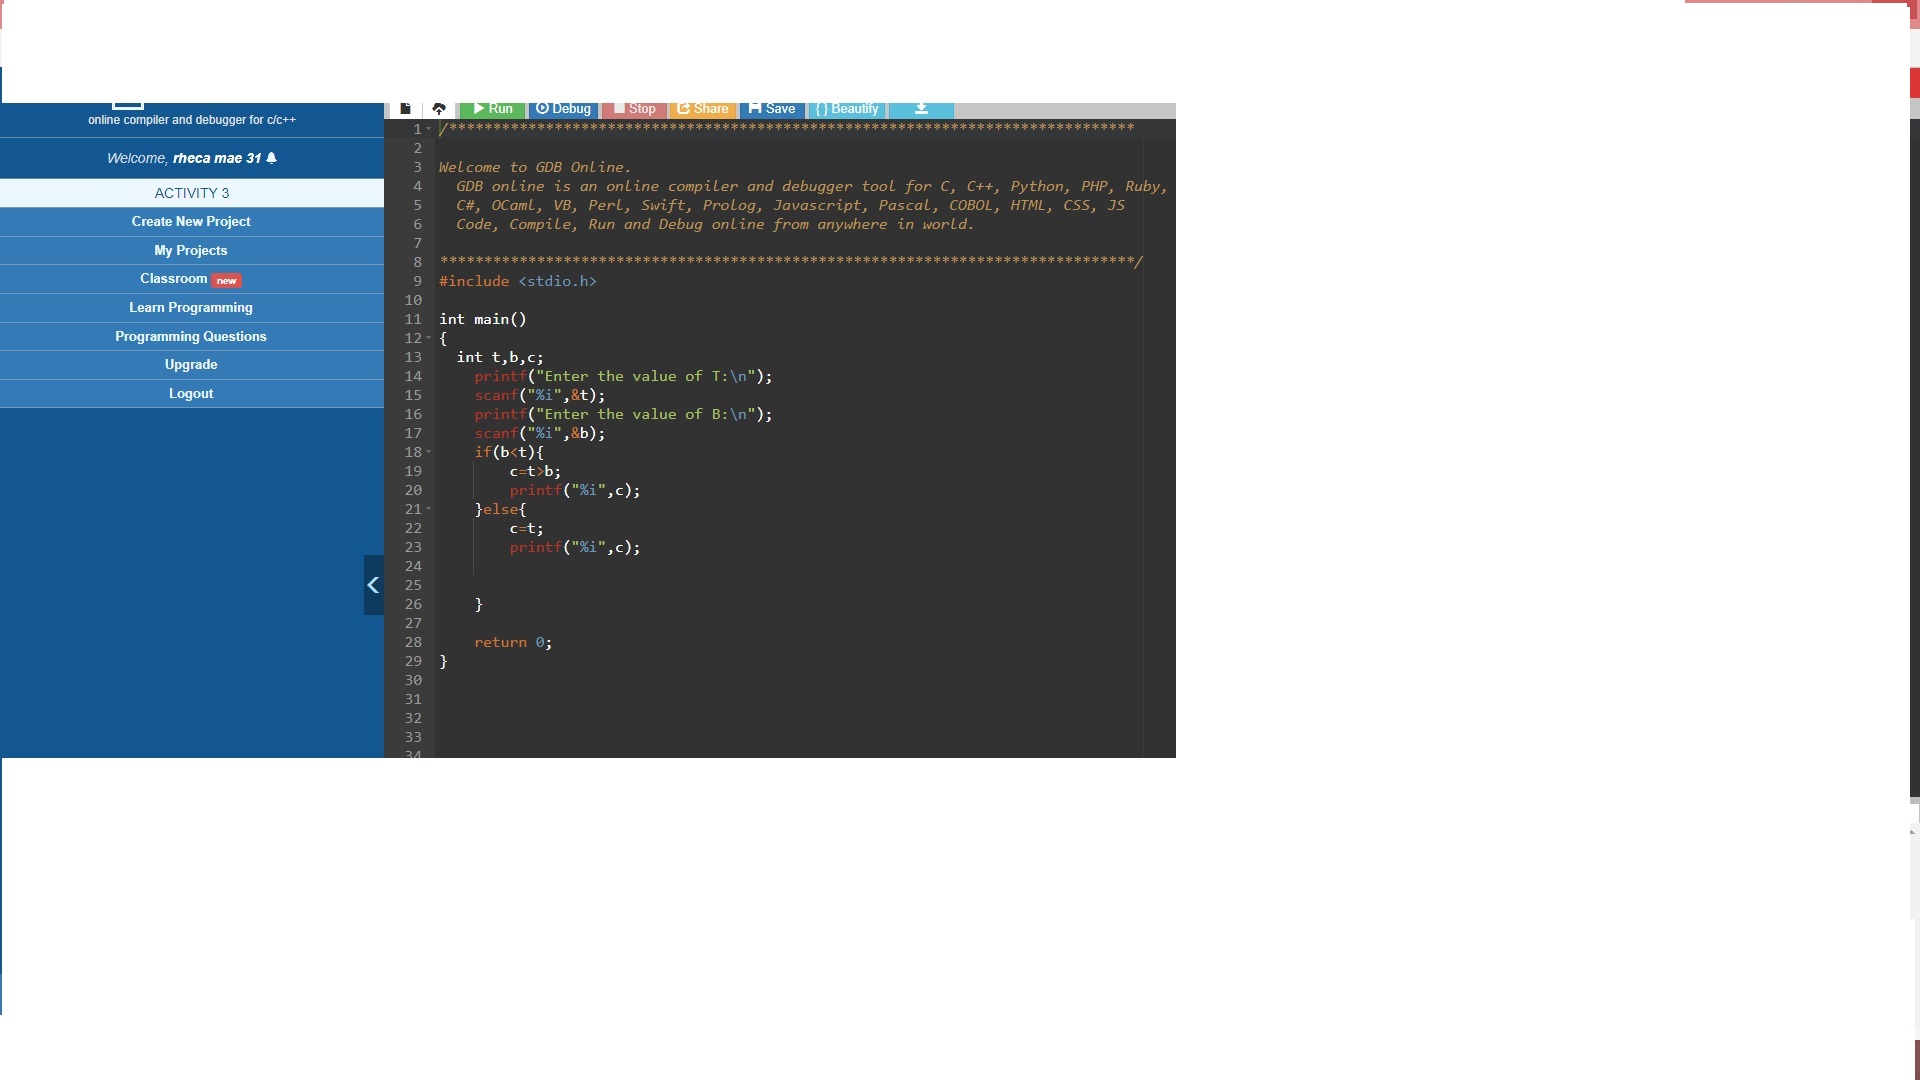 Run Debug Stop Share Save { } Beautify
online compiler and debugger for c/c++
Welcome, rheca mae 31
ACTIVITY 3
Create New Project
My Projects
Classroom new
Learn Programming
Programming Questions
Upgrade
Logout
1 /******************************************************************************
2
3 Welcome to GDB Online.
4 GDB online is an online compiler and debugger tool for C, C++, Python, PHP, Ruby,
5 C#, OCaml, VB, Perl, Swift, Prolog, Javascript, Pascal, COBOL, HTML, CSS, JS
6 Code, Compile, Run and Debug online from anywhere in world.
7
8 *******************************************************************************/
9 #include <stdio.h>
10
11 int main()
12 {
13 int t,b,c;
14 printf("Enter the value of T:\n");
15 scanf("%i",&t);
16 printf("Enter the value of B:\n");
17 scanf("%i",&b);
18 if(b<t){
19 c=t>b;
20 printf("%i",c);
21 }else{
22 c=t;
23 printf("%i",c);
24
25
26 }
27
28 return 0;
29 }
30
31
32
33
34